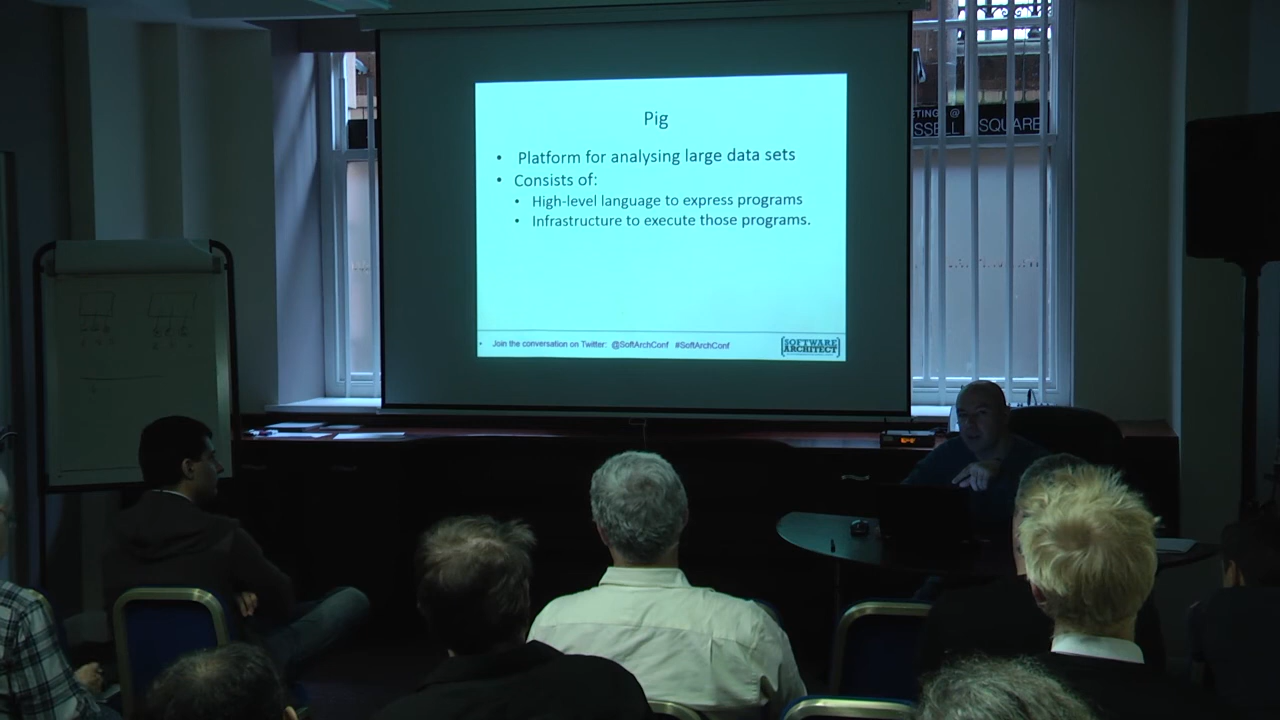 Pig
• Platform for analysing large data sets
• Consists of:
• High-level language to express programs
• Infrastructure to execute those programs.
• Join the conversation on Twitter: @SoftArchConf #SoftArchConf
{SOFTWARE
ARCHITECT}
ETING @
SSELL SQUARE